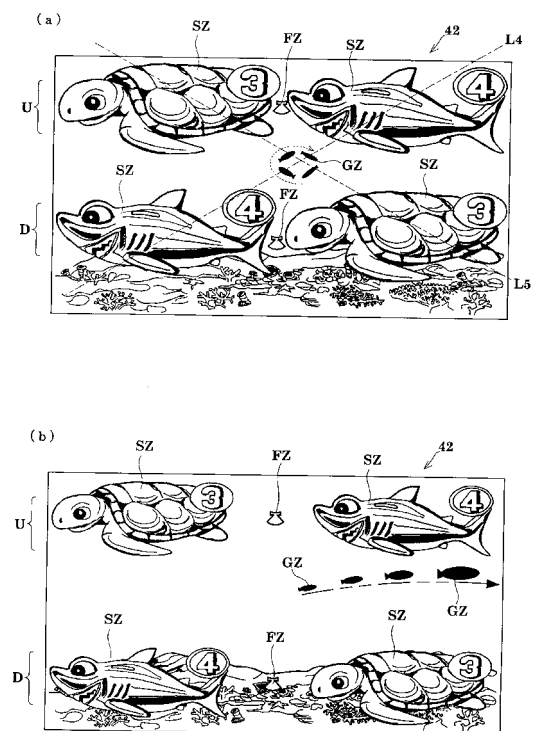 (a)
SZ FZ SZ 42 L4
3 4
U
GZ
SZ SZ
4 FZ 3
D
L5
(b)
SZ FZ SZ 42
3 4
U
GZ
GZ
SZ FZ SZ
4 3
D